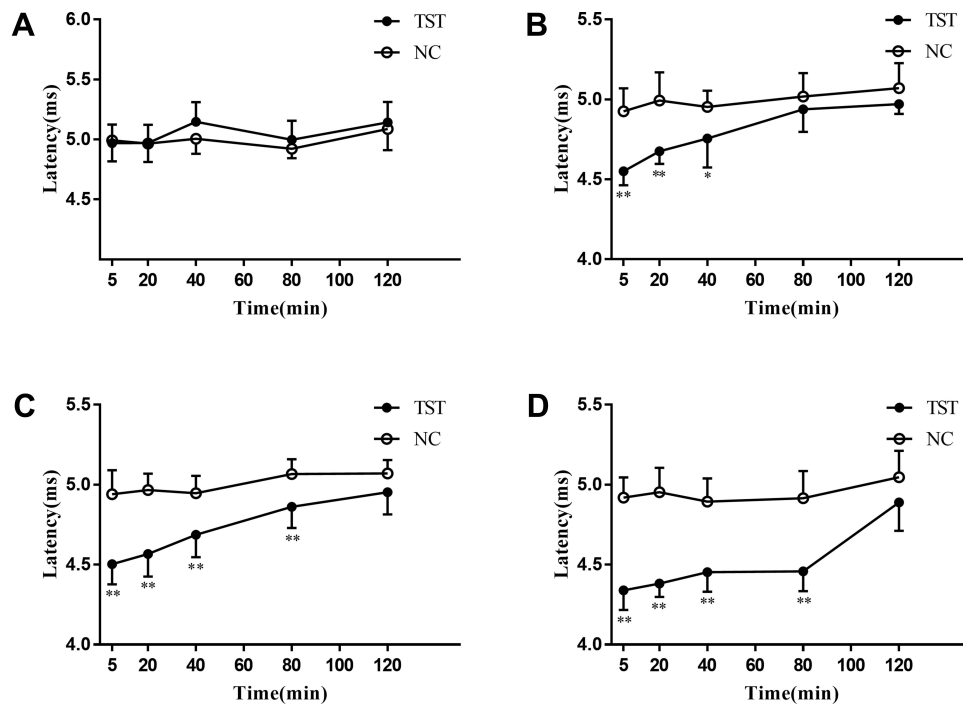 A
TST
NC
6.0
5.5
5.0
4.5
Latency(ms)
5 20 40 60 80 100 120
Time(min)
B
TST
NC
5.5
5.0
4.5
4.0
Latency(ms)
** ** *
5 20 40 60 80 100 120
Time(min)
C
TST
NC
5.5
5.0
4.5
4.0
Latency(ms)
** ** ** **
5 20 40 60 80 100 120
Time(min)
D
TST
NC
5.5
5.0
4.5
4.0
Latency(ms)
** ** ** **
5 20 40 60 80 100 120
Time(min)